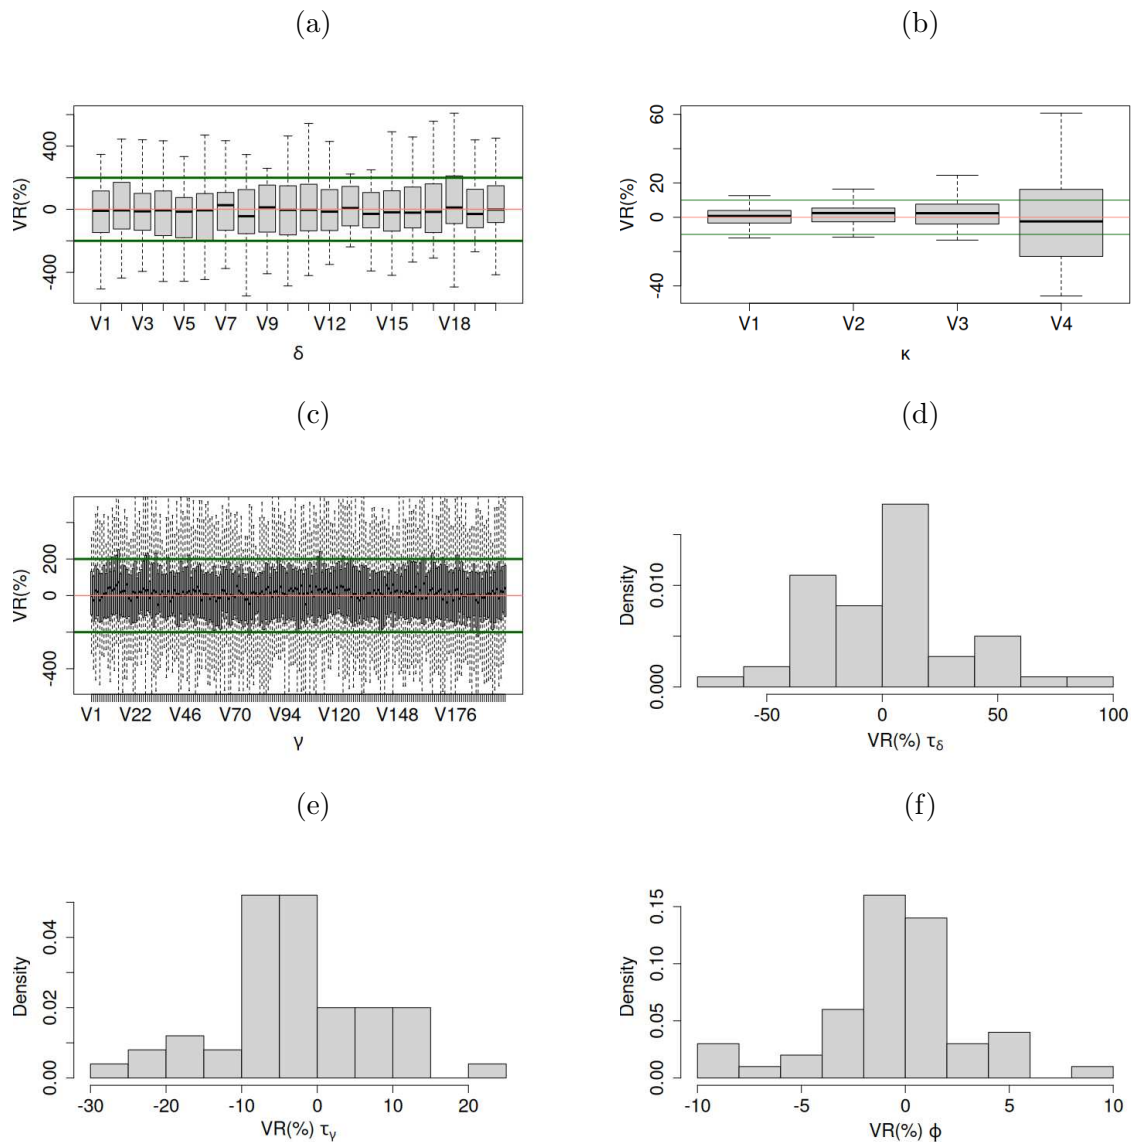 (a)
VR(%)
400
0
-400
V1 V3 V5 V7 V9 V12 V15 V18
δ
(b)
VR(%)
60
20
0
-40
V1 V2 V3 V4
κ
(c)
VR(%)
200
0
-400
V1 V22 V46 V70 V94 V120 V148 V176
γ
(d)
Density
0.010
0.000
-50 0 50 100
VR(%) τδ
(e)
Density
0.04
0.02
0.00
-30 -20 -10 0 10 20
VR(%) τγ
(f)
Density
0.15
0.10
0.05
0.00
-10 -5 0 5 10
VR(%) ϕ